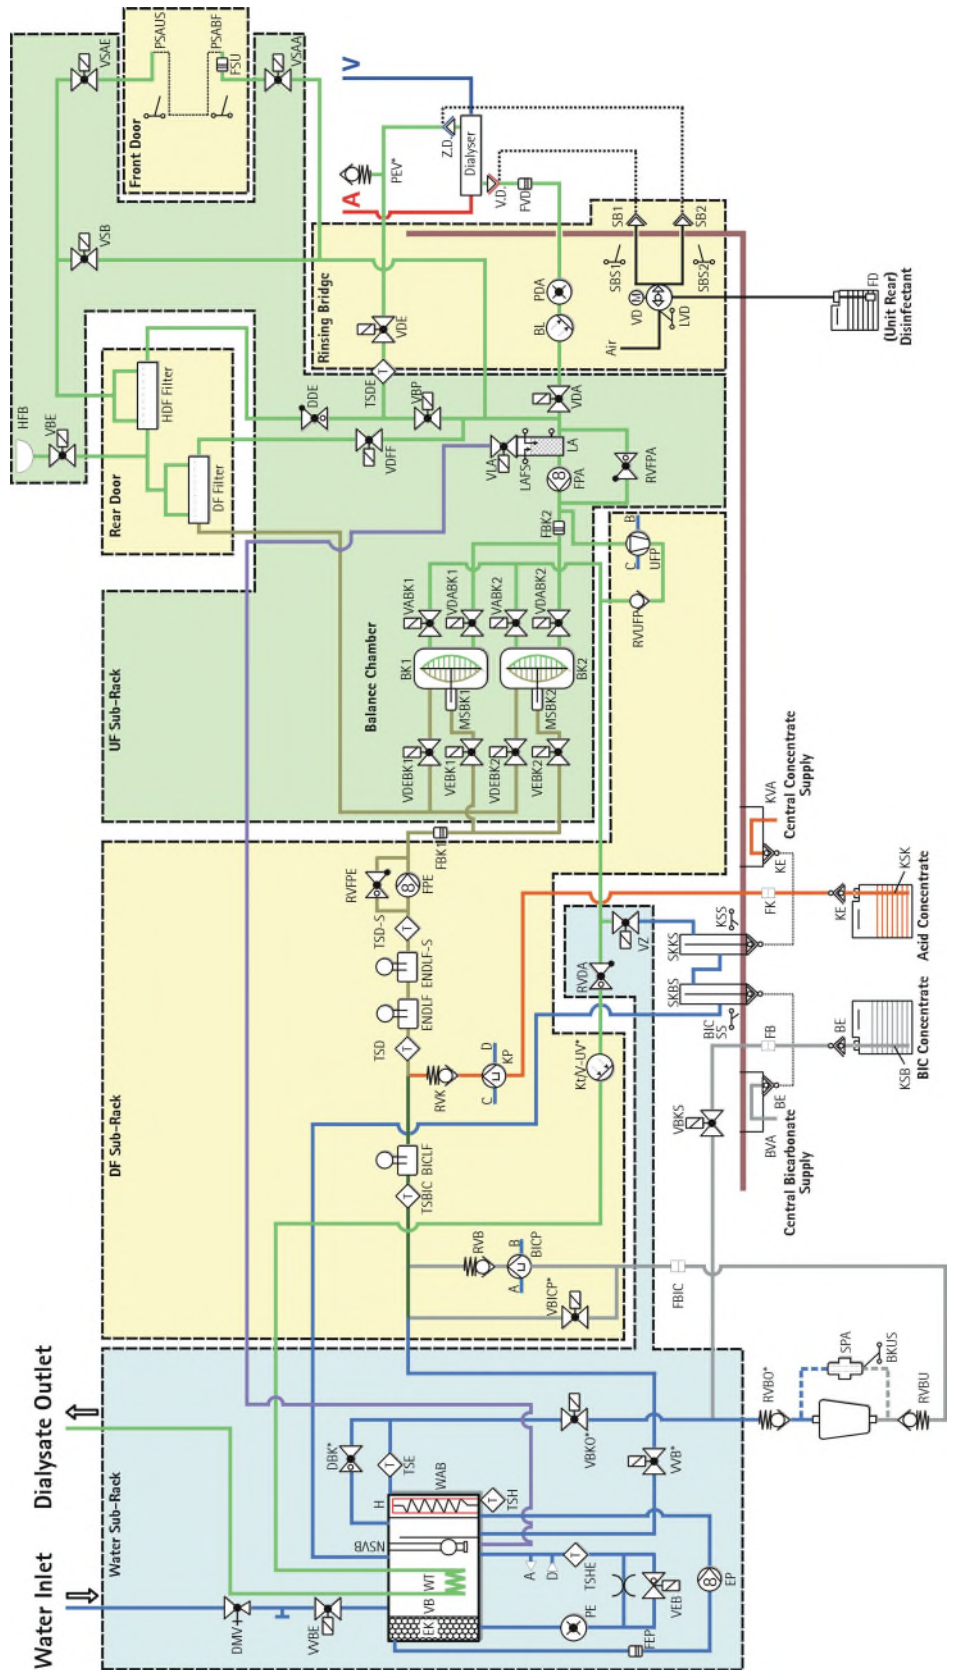 Water Inlet
Dialysate Outlet
Water Sub-Rack
DF Sub-Rack
UF Sub-Rack
Rear Door
Front Door
Rinsing Bridge
Balance Chamber
DMV
VVBE
EK
VB
WT
NSVB
H
WAB
TSH
DBK*
TSE
PE
FEP
VEB
TSHE
A
D
EP
VBKO*
VVB*
RVBO*
SPA
BKUS
RVBU
FBIC
VBICP*
A
B
BICP
RVB
TSBIC
BICLF
RVK
C
D
KP
TSD
ENDLF
ENDLF-S
TSD-S
RVFPE
FPE
FBK1
Kt/V-UV*
RVDA
VZ
VBKS
BVA
BE
Central Bicarbonate
Supply
BIC
SS
SKBS
SKKS
KSS
FB
BE
KSB
BIC Concentrate
FK
KE
KSK
Acid Concentrate
KE
KVA
Central Concentrate
Supply
VDEBK1
VEBK1
VDEBK2
VEBK2
MSBK1
MSBK2
BK1
BK2
VABK1
VDABK1
VABK2
VDABK2
RVUFP
C
B
UFP
FBK2
FPA
LAFS
LA
VLA
RVFPA
VDA
DF Filter
HDF Filter
HFB
VBE
VDFF
DDE
VBP
TSDE
VDE
VSB
VSAE
PSAUS
PSABF
FSU
VSAA
BL
PDA
FVD
V.D.
Z.D.
Dialyser
PEV*
A
V
Air
VD
M
LVD
SBS1
SBS2
SB1
SB2
FD
(Unit Rear)
Disinfectant